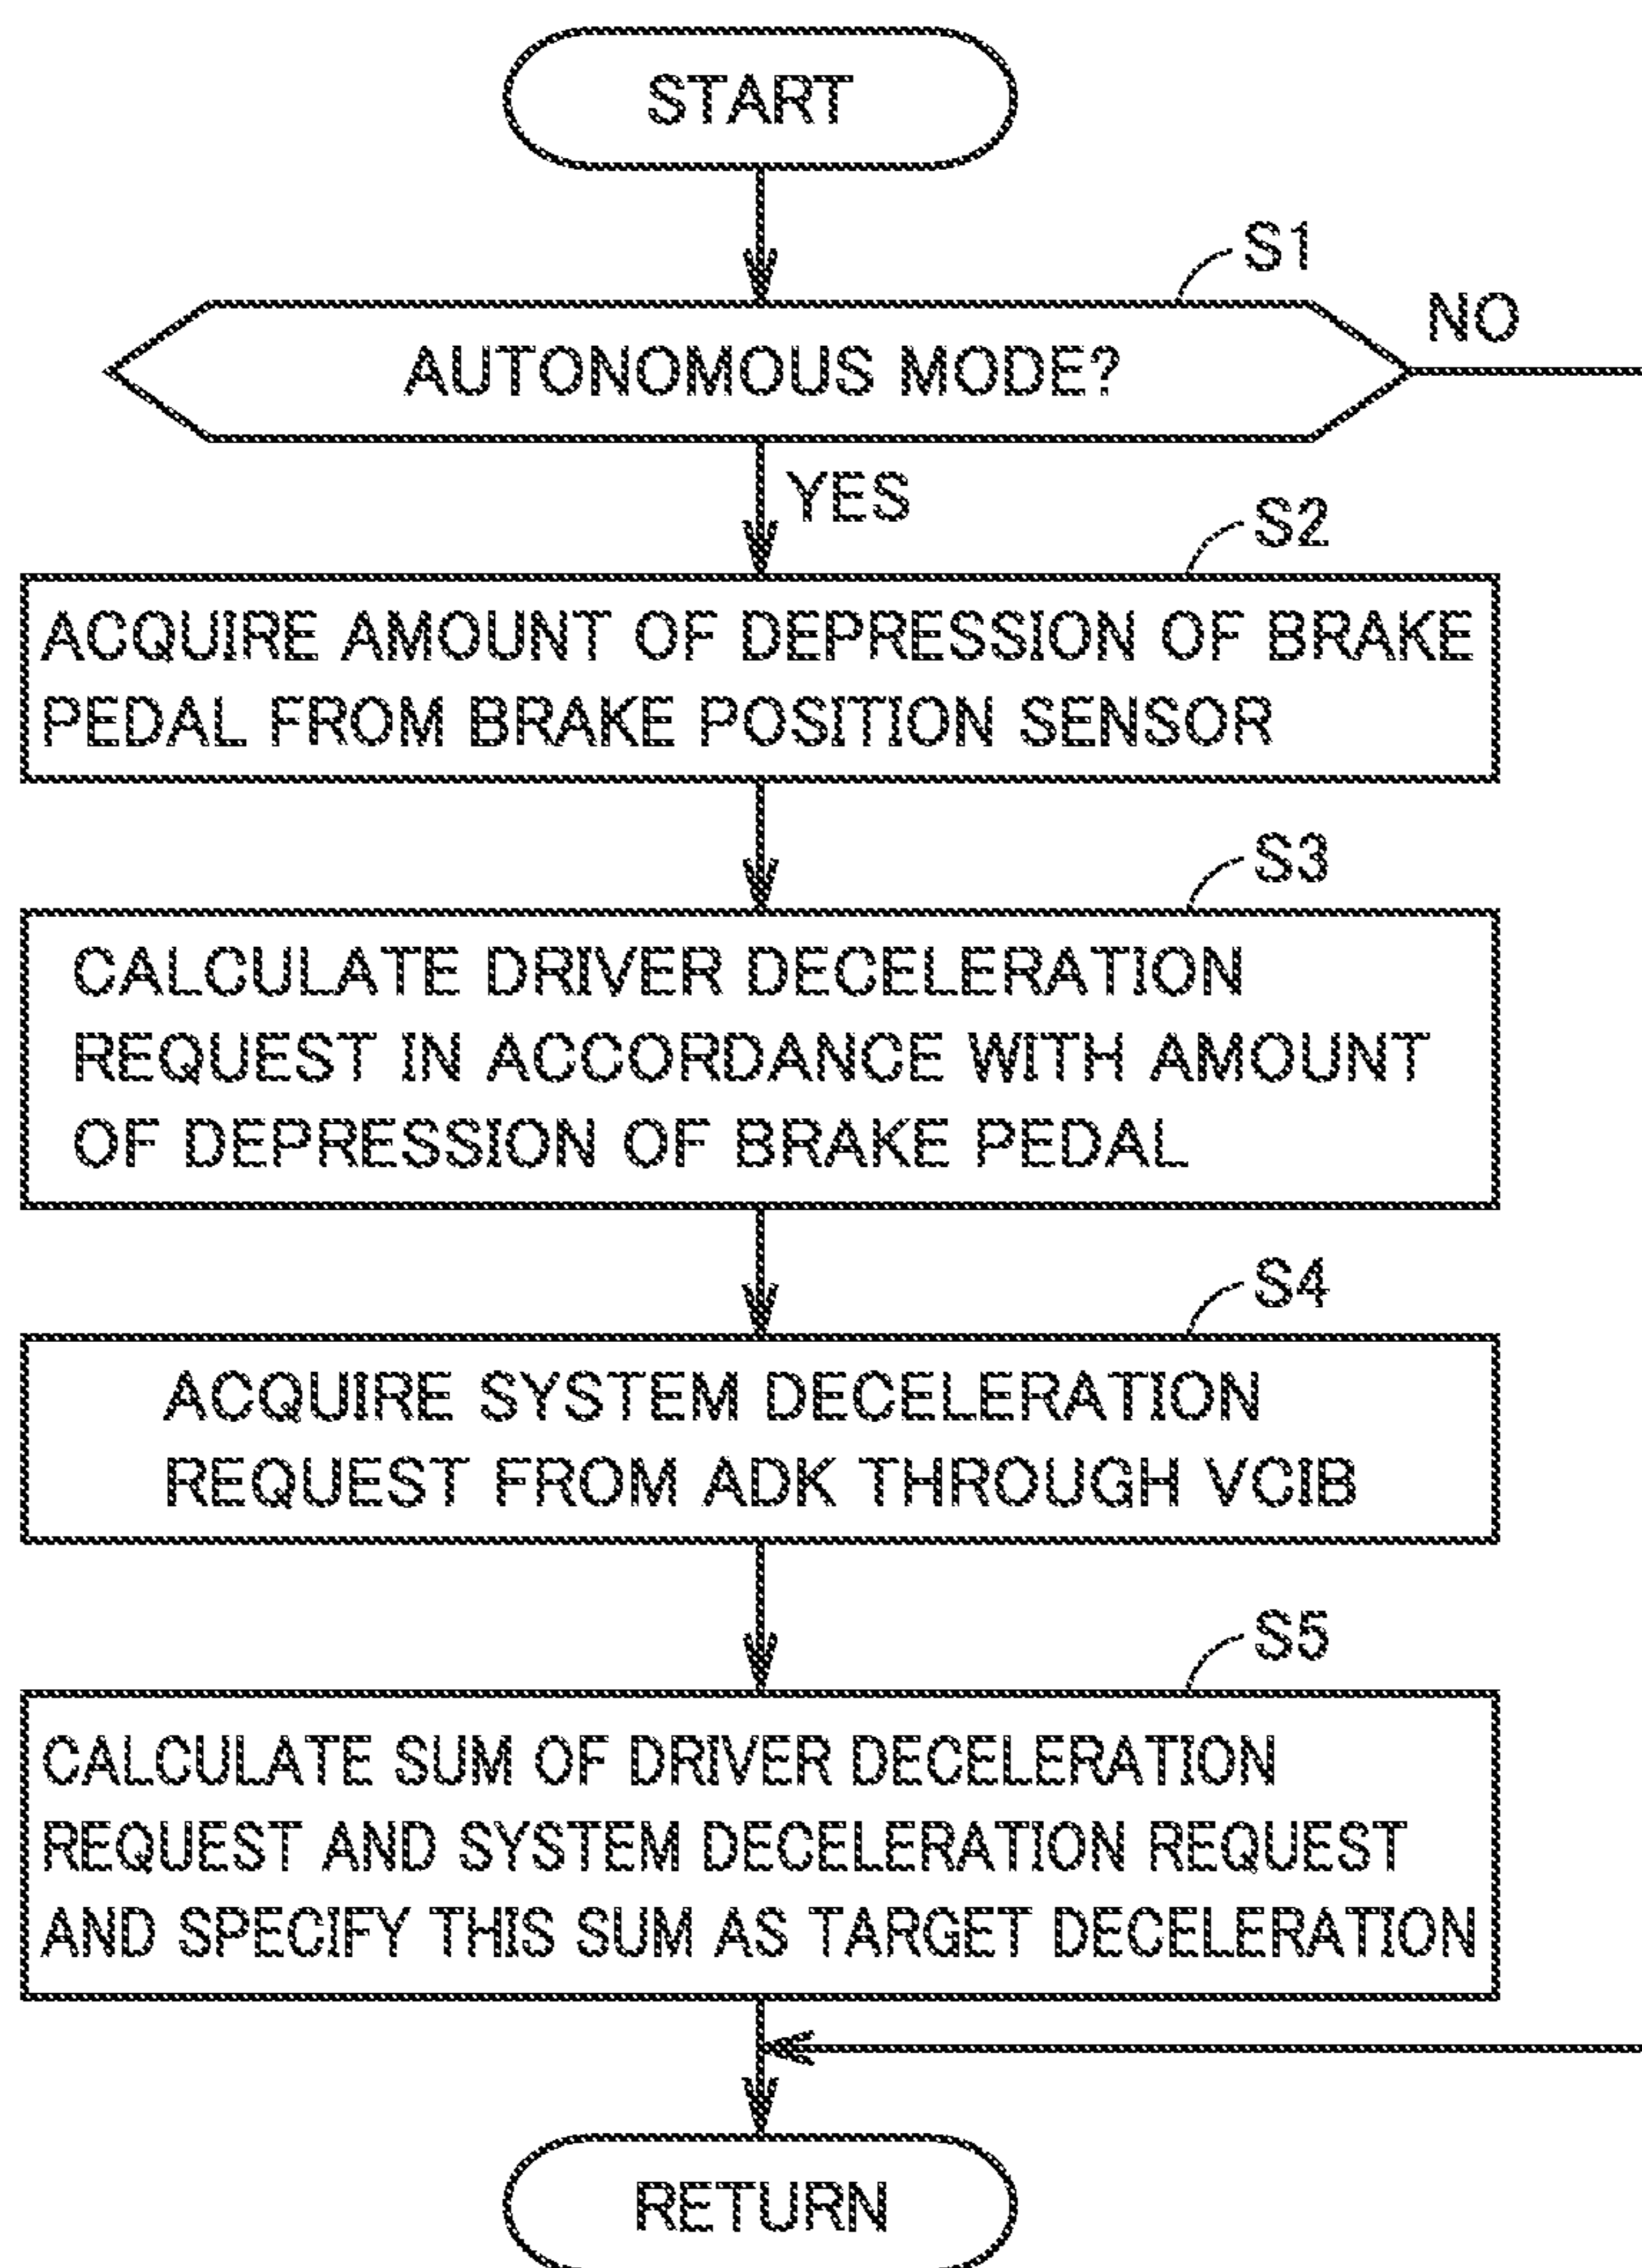 START
S1
AUTONOMOUS MODE?
NO
YES
S2
ACQUIRE AMOUNT OF DEPRESSION OF BRAKE
PEDAL FROM BRAKE POSITION SENSOR
S3
CALCULATE DRIVER DECELERATION
REQUEST IN ACCORDANCE WITH AMOUNT
OF DEPRESSION OF BRAKE PEDAL
S4
ACQUIRE SYSTEM DECELERATION
REQUEST FROM ADK THROUGH VCIB
S5
CALCULATE SUM OF DRIVER DECELERATION
REQUEST AND SYSTEM DECELERATION REQUEST
AND SPECIFY THIS SUM AS TARGET DECELERATION
RETURN